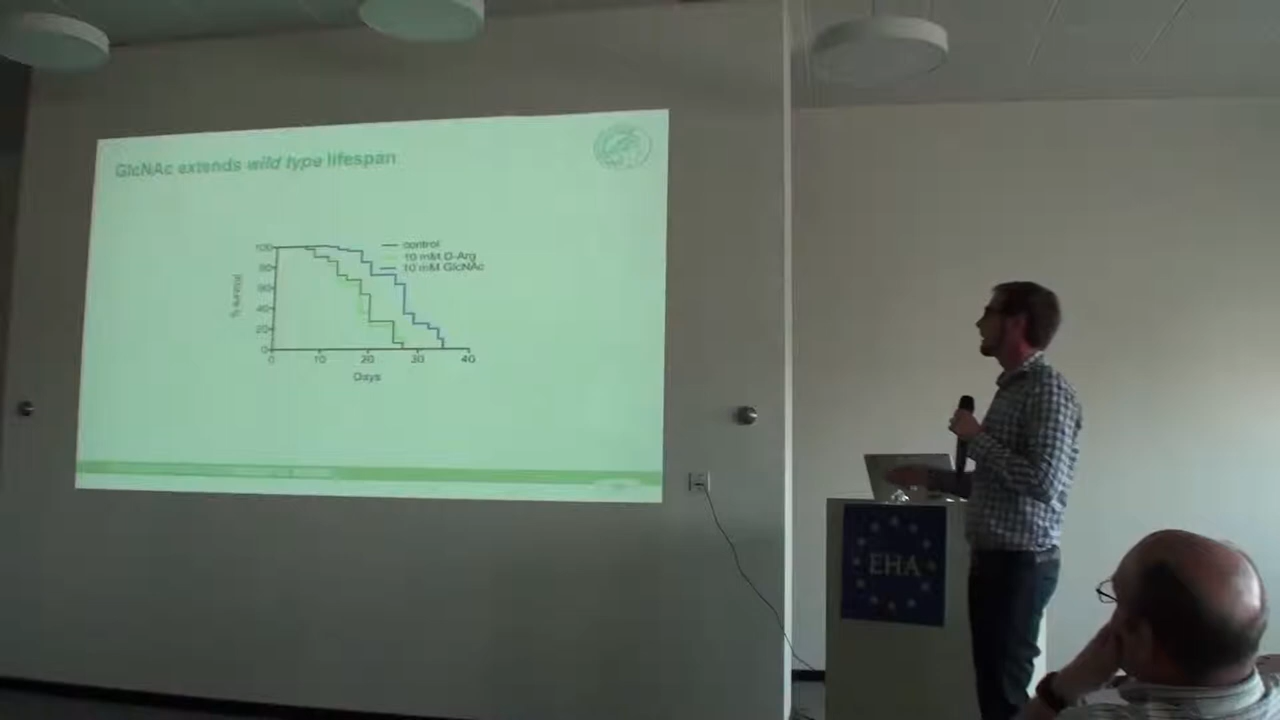 GlcNAc extends wild type lifespan
control
10 mM D-Arg
10 mM GlcNAc
% survival
100
80
60
40
20
0
0 10 20 30 40
Days
EHA